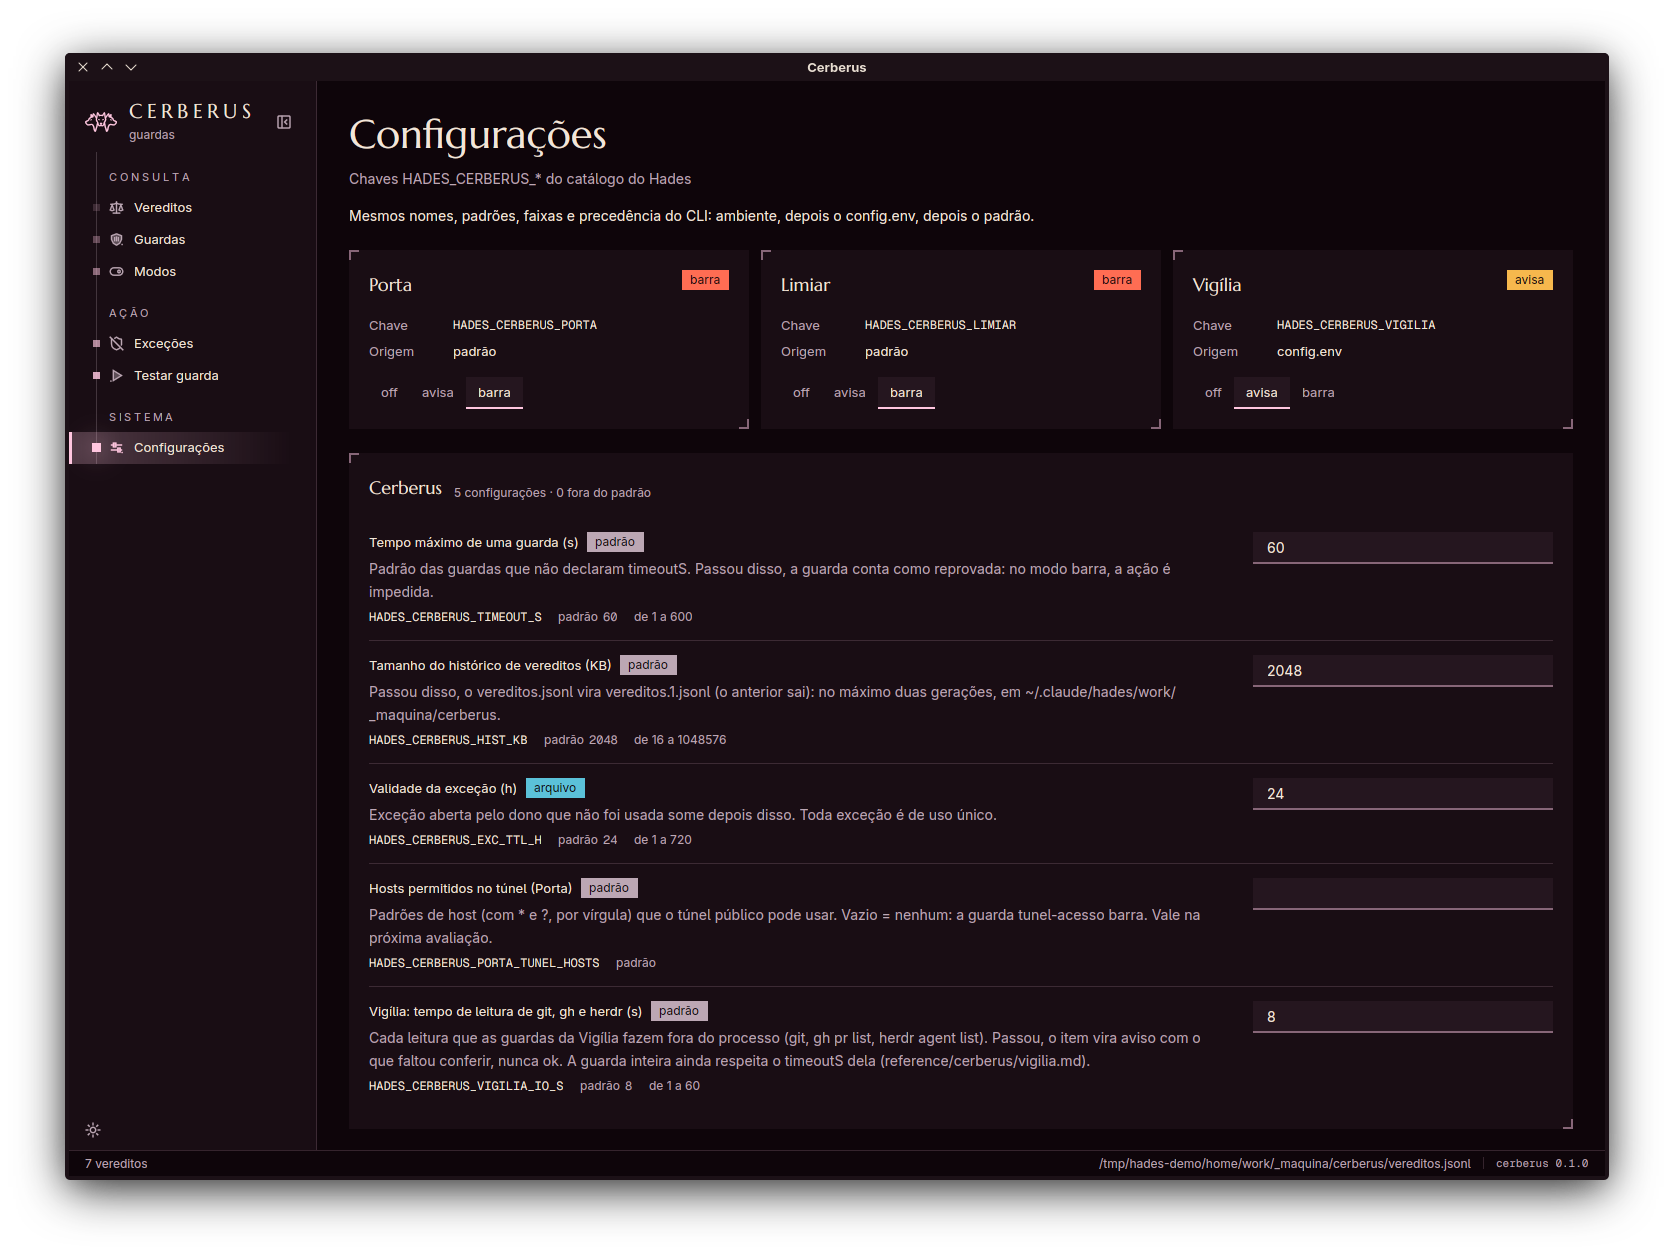 Cerberus
CERBERUS
guardas
CONSULTA
Vereditos
Guardas
Modos
AÇÃO
Exceções
Testar guarda
SISTEMA
Configurações
Configurações
Chaves HADES_CERBERUS_* do catálogo do Hades
Mesmos nomes, padrões, faixas e precedência do CLI: ambiente, depois o config.env, depois o padrão.
Porta barra
Chave HADES_CERBERUS_PORTA
Origem padrão
off avisa barra
Limiar barra
Chave HADES_CERBERUS_LIMIAR
Origem padrão
off avisa barra
Vigília avisa
Chave HADES_CERBERUS_VIGILIA
Origem config.env
off avisa barra
Cerberus 5 configurações · 0 fora do padrão
Tempo máximo de uma guarda (s) padrão 60
Padrão das guardas que não declaram timeoutS. Passou disso, a guarda conta como reprovada: no modo barra, a ação é
impedida.
HADES_CERBERUS_TIMEOUT_S padrão 60 de 1 a 600
Tamanho do histórico de vereditos (KB) padrão 2048
Passou disso, o vereditos.jsonl vira vereditos.1.jsonl (o anterior sai): no máximo duas gerações, em ~/.claude/hades/work/
_maquina/cerberus.
HADES_CERBERUS_HIST_KB padrão 2048 de 16 a 1048576
Validade da exceção (h) arquivo 24
Exceção aberta pelo dono que não foi usada some depois disso. Toda exceção é de uso único.
HADES_CERBERUS_EXC_TTL_H padrão 24 de 1 a 720
Hosts permitidos no túnel (Porta) padrão
Padrões de host (com * e ?, por vírgula) que o túnel público pode usar. Vazio = nenhum: a guarda tunel-acesso barra. Vale na
próxima avaliação.
HADES_CERBERUS_PORTA_TUNEL_HOSTS padrão
Vigília: tempo de leitura de git, gh e herdr (s) padrão 8
Cada leitura que as guardas da Vigília fazem fora do processo (git, gh pr list, herdr agent list). Passou, o item vira aviso com o
que faltou conferir, nunca ok. A guarda inteira ainda respeita o timeoutS dela (reference/cerberus/vigilia.md).
HADES_CERBERUS_VIGILIA_IO_S padrão 8 de 1 a 60
7 vereditos
/tmp/hades-demo/home/work/_maquina/cerberus/vereditos.jsonl cerberus 0.1.0